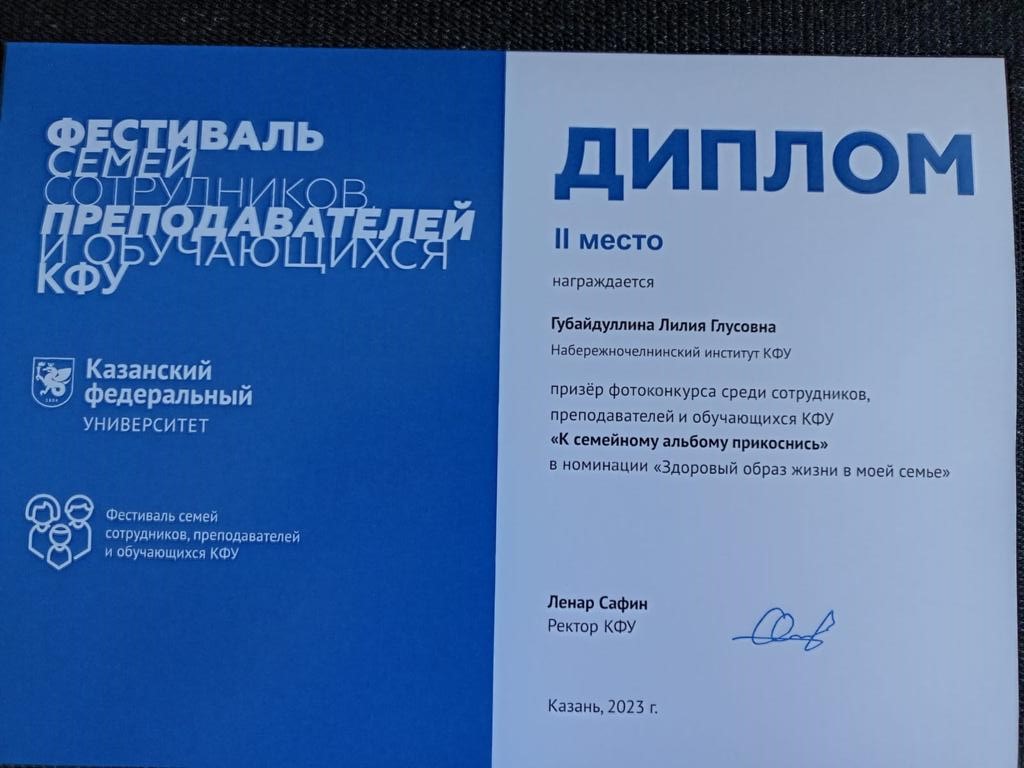 ФЕСТИВАЛЬ
СЕМЕЙ
СОТРУДНИКОВ,
ПРЕПОДАВАТЕЛЕЙ
И ОБУЧАЮЩИХСЯ
КФУ
Казанский
федеральный
УНИВЕРСИТЕТ
1804
Фестиваль семей
сотрудников, преподавателей
и обучающихся КФУ
ДИПЛОМ
II место
награждается
Губайдуллина Лилия Глусовна
Набережночелнинский институт КФУ
призёр фотоконкурса среди сотрудников,
преподавателей и обучающихся КФУ
«К семейному альбому прикоснись»
в номинации «Здоровый образ жизни в моей семье»
Ленар Сафин
Ректор КФУ
Казань, 2023 г.